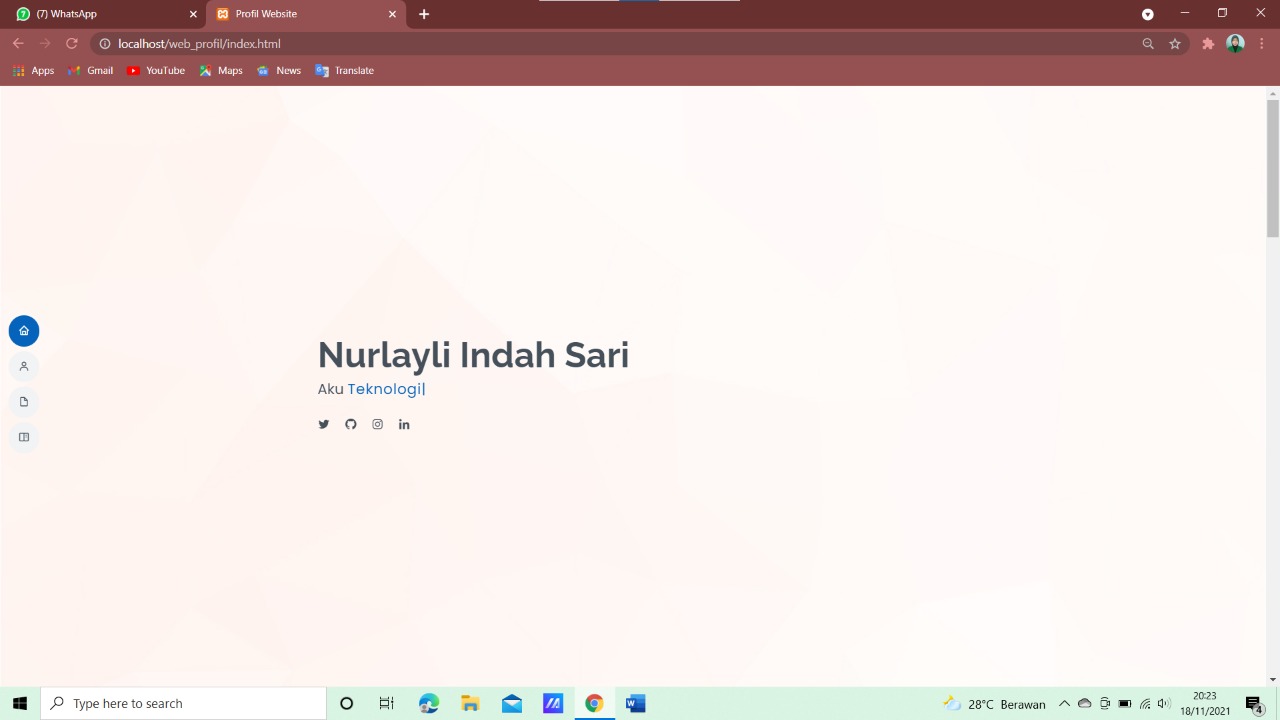 (7) WhatsApp
Profil Website
localhost/web_profil/index.html
Apps
Gmail
YouTube
Maps
News
Translate
Nurlayli Indah Sari
Aku Teknologi|
Type here to search
28°C Berawan
20:23
18/11/2021
4